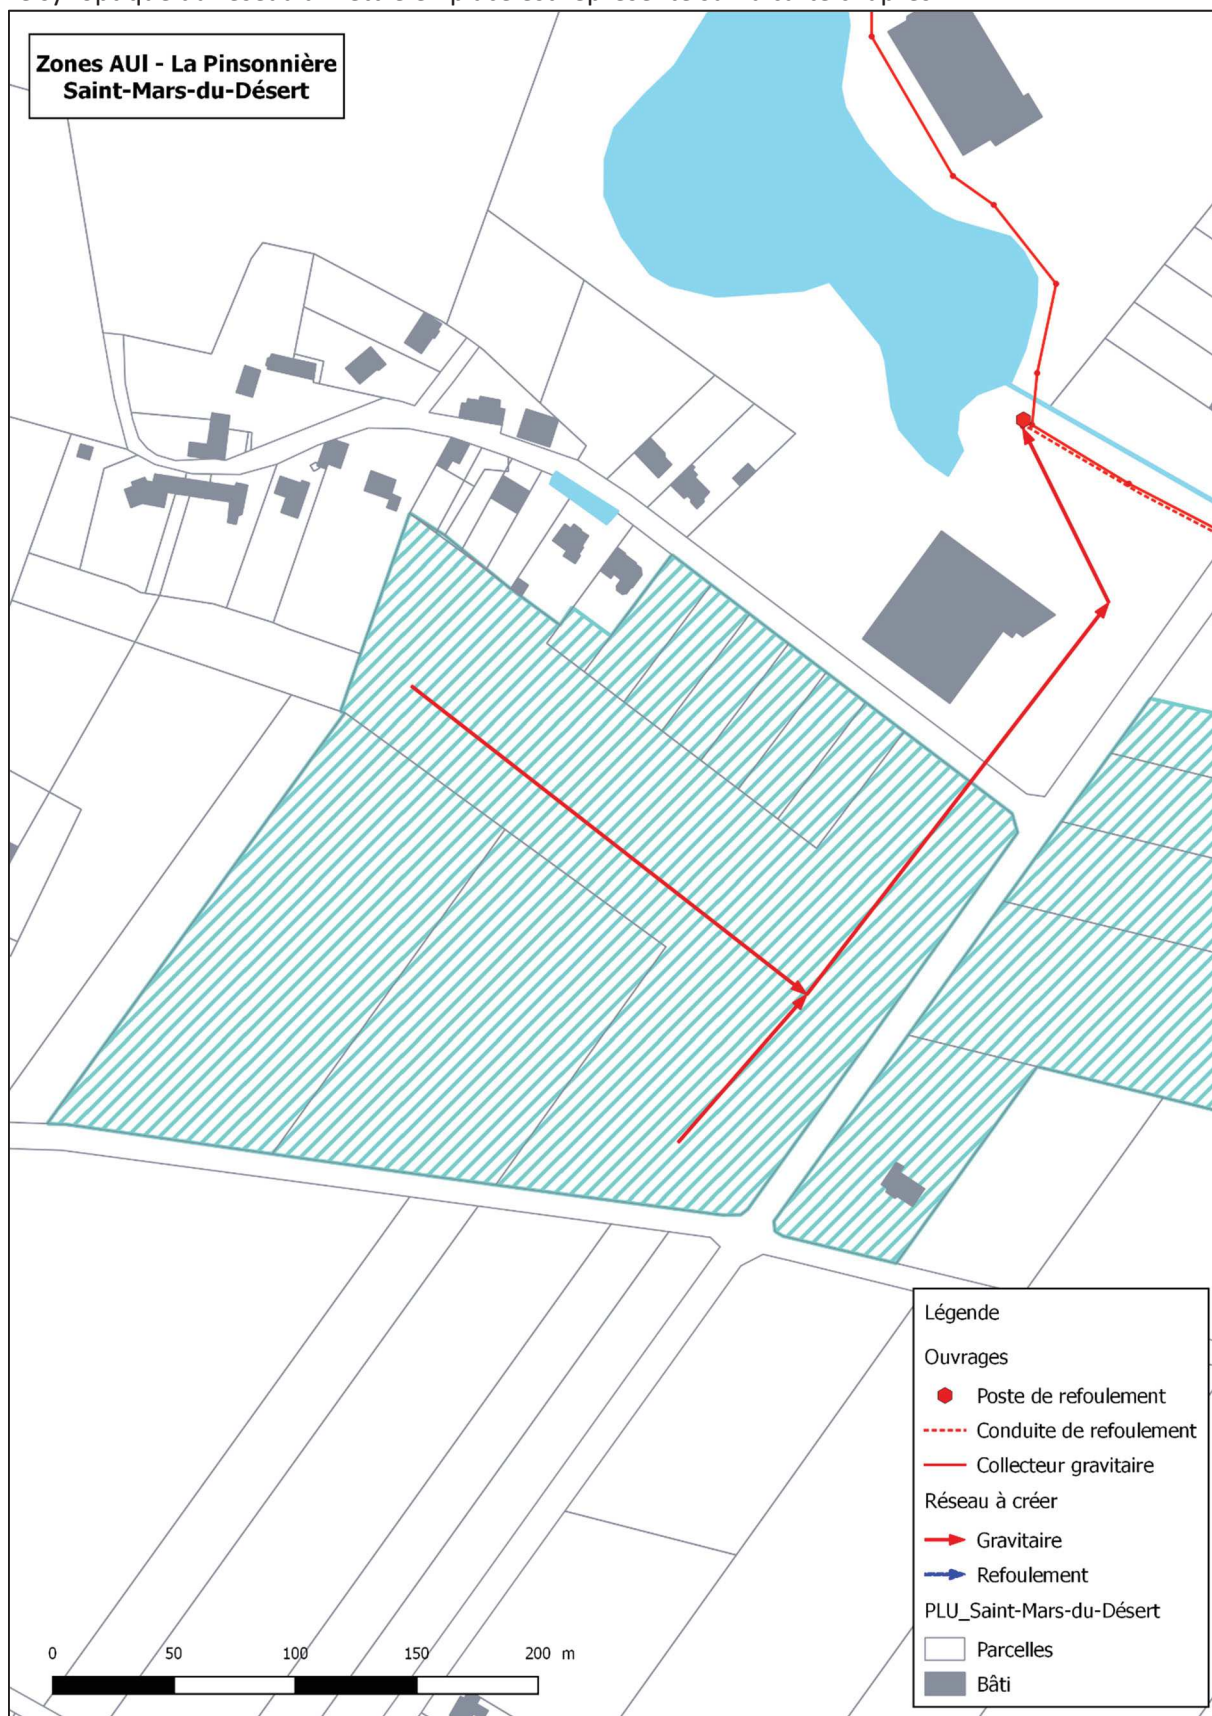 Zones AUl - La Pinsonnière
Saint-Mars-du-Désert
Légende
Ouvrages
Poste de refoulement
Conduite de refoulement
Collecteur gravitaire
Réseau à créer
Gravitaire
Refoulement
PLU_Saint-Mars-du-Désert
Parcelles
Bâti
0 50 100 150 200 m